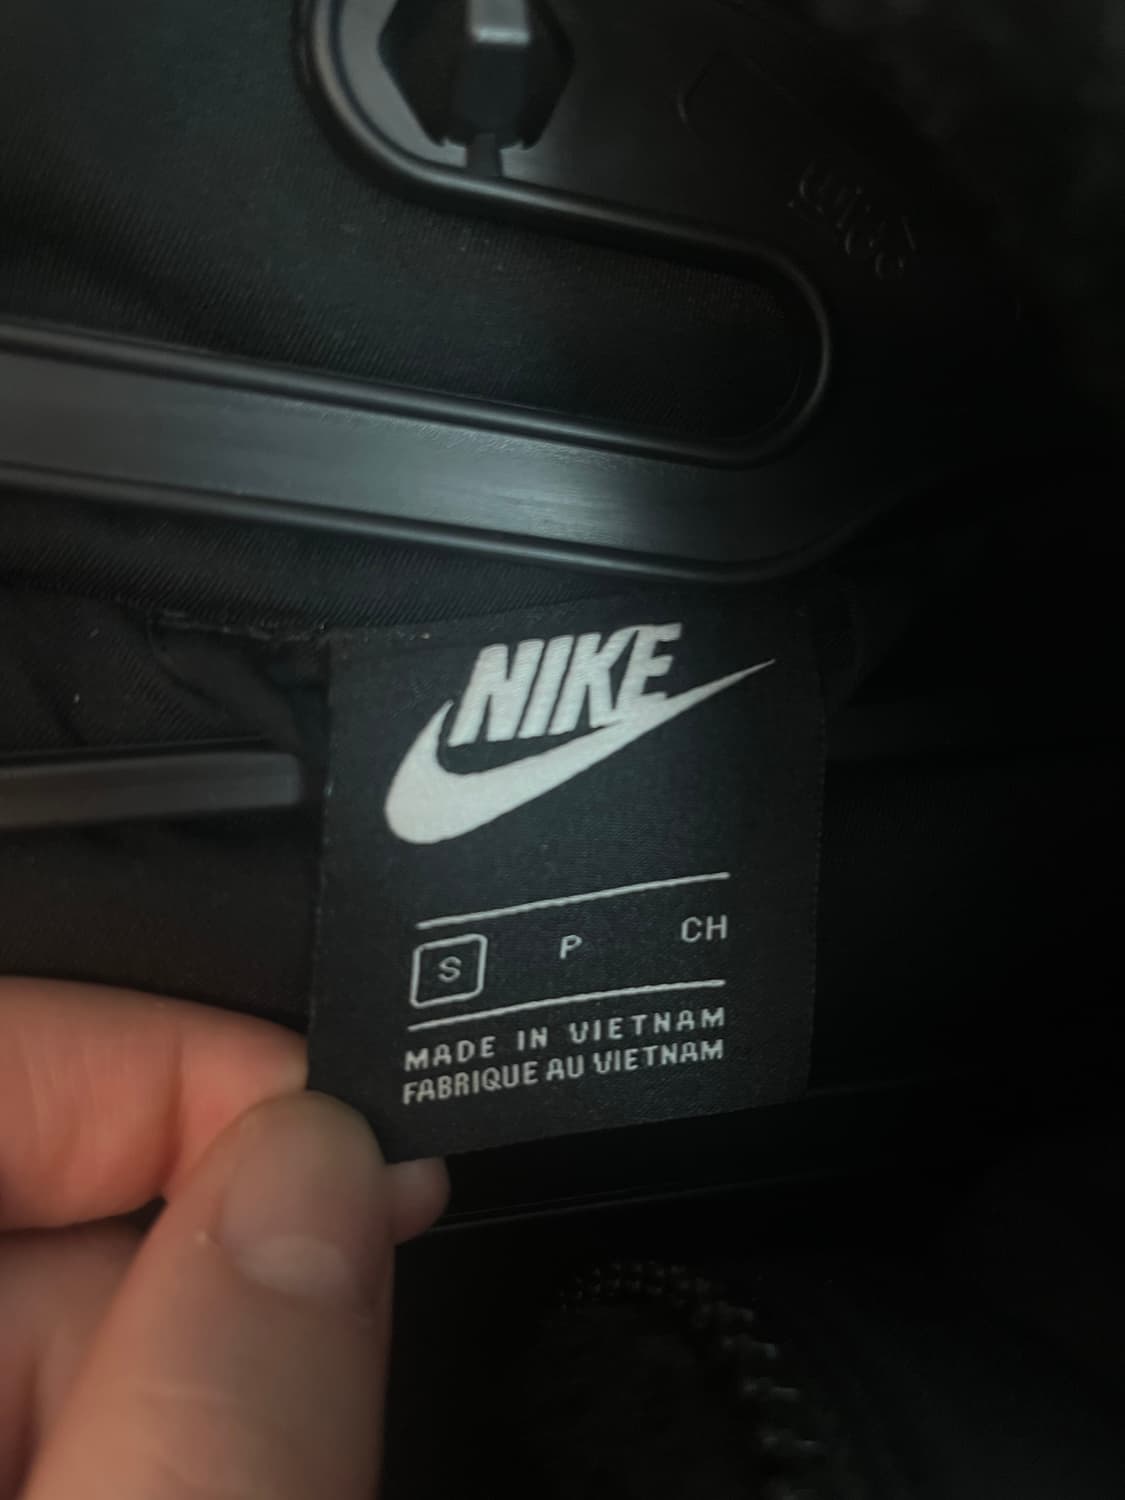 NIKE
S P CH
MADE IN VIETNAM
FABRIQUE AU VIETNAM